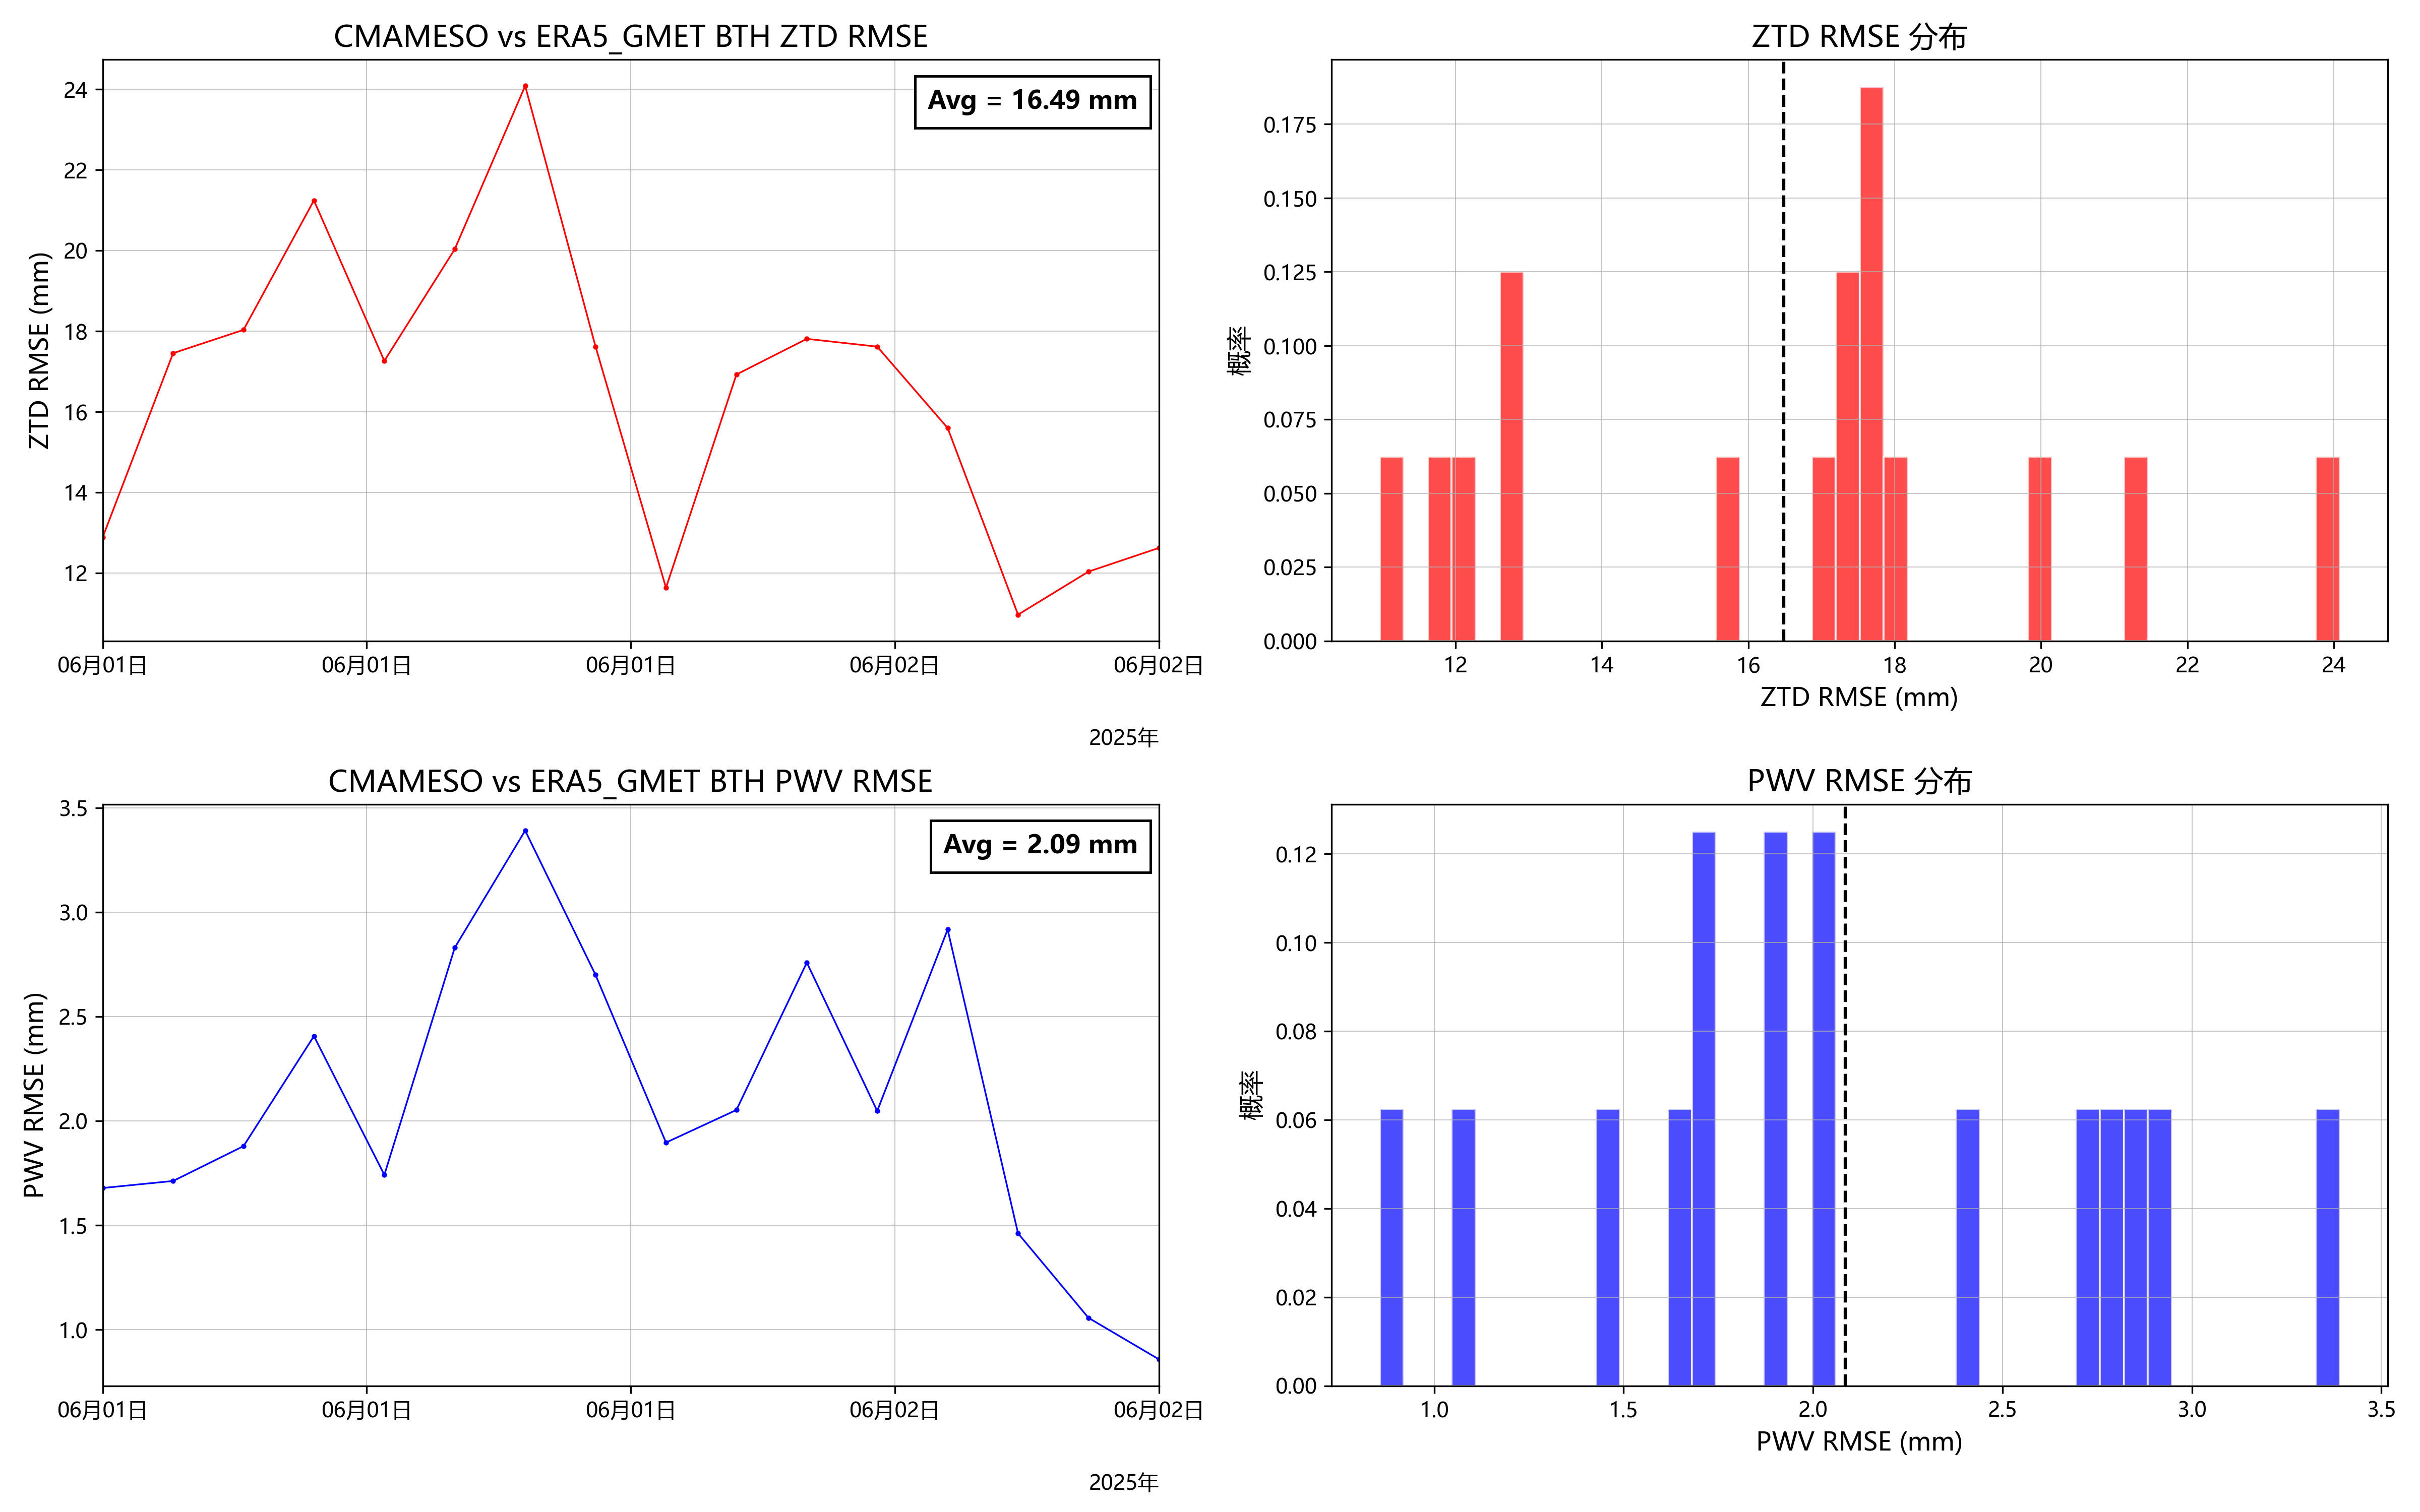 CMAMESO vs ERA5_GMET BTH ZTD RMSE
Avg = 16.49 mm
ZTD RMSE (mm)
24
22
20
18
16
14
12
06月01日 06月01日 06月01日 06月02日 06月02日
2025年
ZTD RMSE 分布
概率
0.175
0.150
0.125
0.100
0.075
0.050
0.025
0.000
12 14 16 18 20 22 24
ZTD RMSE (mm)
CMAMESO vs ERA5_GMET BTH PWV RMSE
Avg = 2.09 mm
PWV RMSE (mm)
3.5
3.0
2.5
2.0
1.5
1.0
06月01日 06月01日 06月01日 06月02日 06月02日
2025年
PWV RMSE 分布
概率
0.12
0.10
0.08
0.06
0.04
0.02
0.00
1.0 1.5 2.0 2.5 3.0 3.5
PWV RMSE (mm)